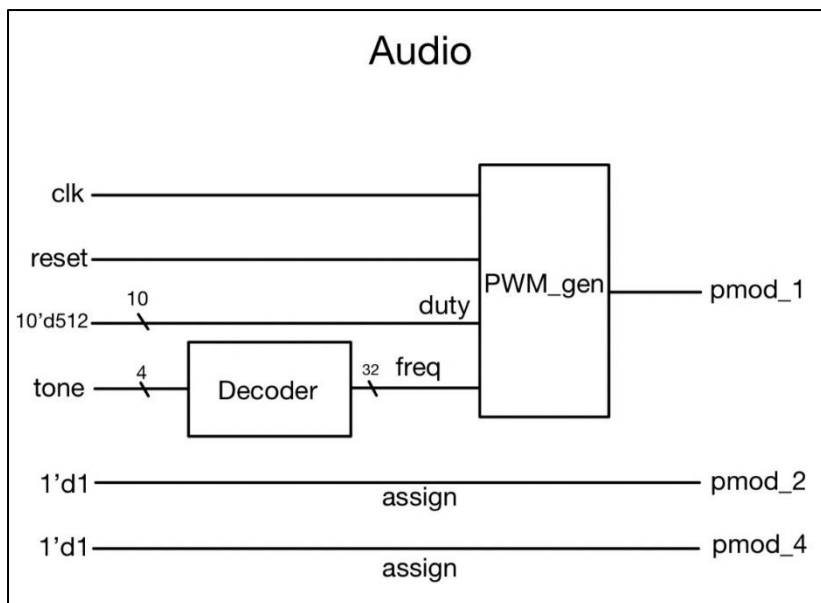 Audio
clk
reset
PWM_gen
pmod_1
10
10'd512
duty
4
32
freq
tone
Decoder
1'd1
assign
pmod_2
1'd1
assign
pmod_4